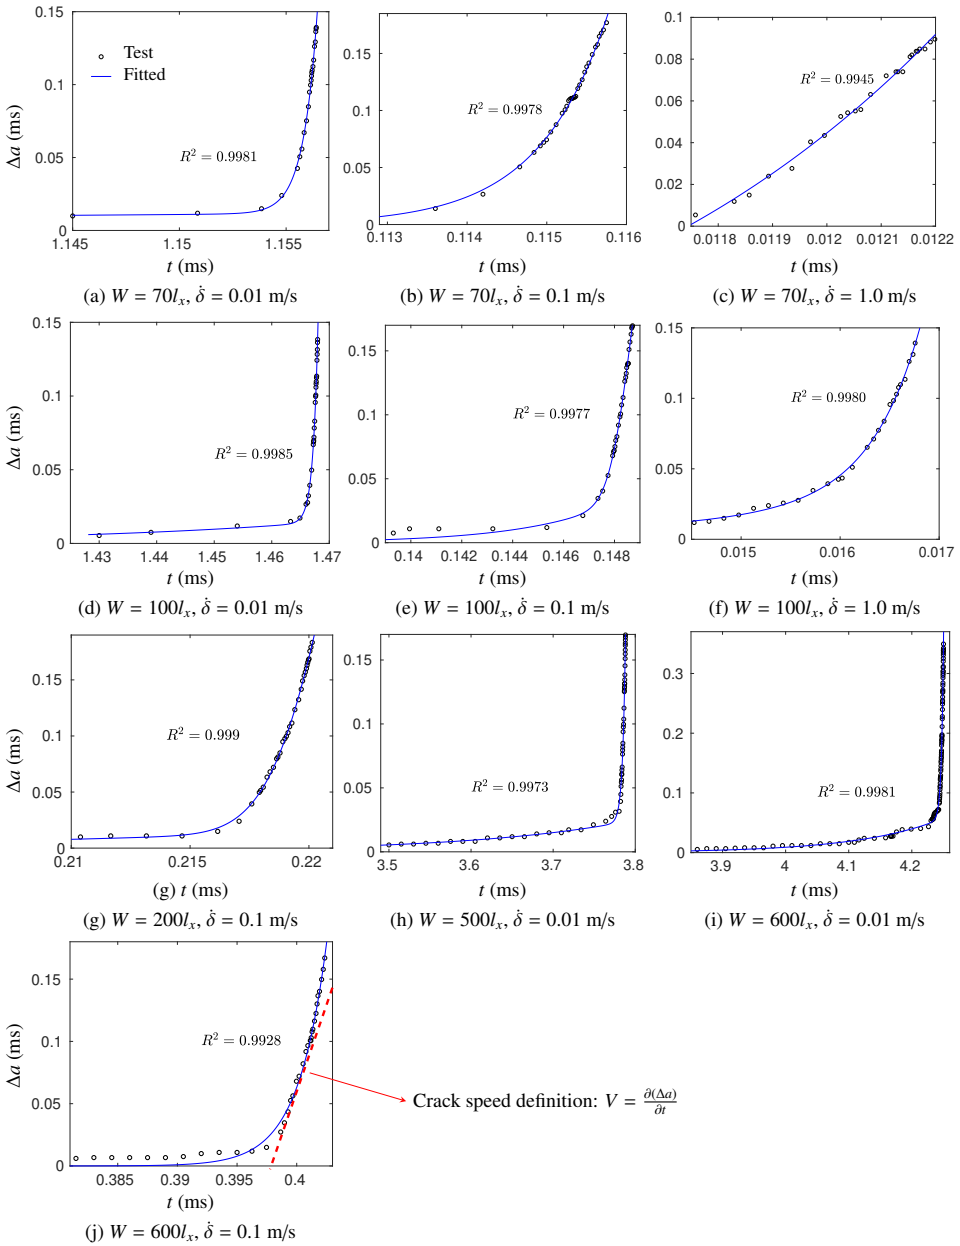 0.15
0.1
0.05
0
Δa (ms)
Test
Fitted
R² = 0.9981
1.145 1.15 1.155
t (ms)
(a) W = 70lₓ, δ̇ = 0.01 m/s
0.15
0.1
0.05
0
R² = 0.9978
0.113 0.114 0.115 0.116
t (ms)
(b) W = 70lₓ, δ̇ = 0.1 m/s
0.1
0.08
0.06
0.04
0.02
0
R² = 0.9945
0.0118 0.0119 0.012 0.0121 0.0122
t (ms)
(c) W = 70lₓ, δ̇ = 1.0 m/s
0.15
0.1
0.05
0
Δa (ms)
R² = 0.9985
1.43 1.44 1.45 1.46 1.47
t (ms)
(d) W = 100lₓ, δ̇ = 0.01 m/s
0.15
0.1
0.05
0
R² = 0.9977
0.14 0.142 0.144 0.146 0.148
t (ms)
(e) W = 100lₓ, δ̇ = 0.1 m/s
0.15
0.1
0.05
0
R² = 0.9980
0.015 0.016 0.017
t (ms)
(f) W = 100lₓ, δ̇ = 1.0 m/s
0.15
0.1
0.05
0
Δa (ms)
R² = 0.999
0.21 0.215 0.22
(g) t (ms)
(g) W = 200lₓ, δ̇ = 0.1 m/s
0.15
0.1
0.05
0
R² = 0.9973
3.5 3.6 3.7 3.8
t (ms)
(h) W = 500lₓ, δ̇ = 0.01 m/s
0.3
0.2
0.1
0
R² = 0.9981
3.9 4 4.1 4.2
t (ms)
(i) W = 600lₓ, δ̇ = 0.01 m/s
0.15
0.1
0.05
0
Δa (ms)
R² = 0.9928
0.385 0.39 0.395 0.4
t (ms)
(j) W = 600lₓ, δ̇ = 0.1 m/s
Crack speed definition: V = ∂(Δa)/∂t